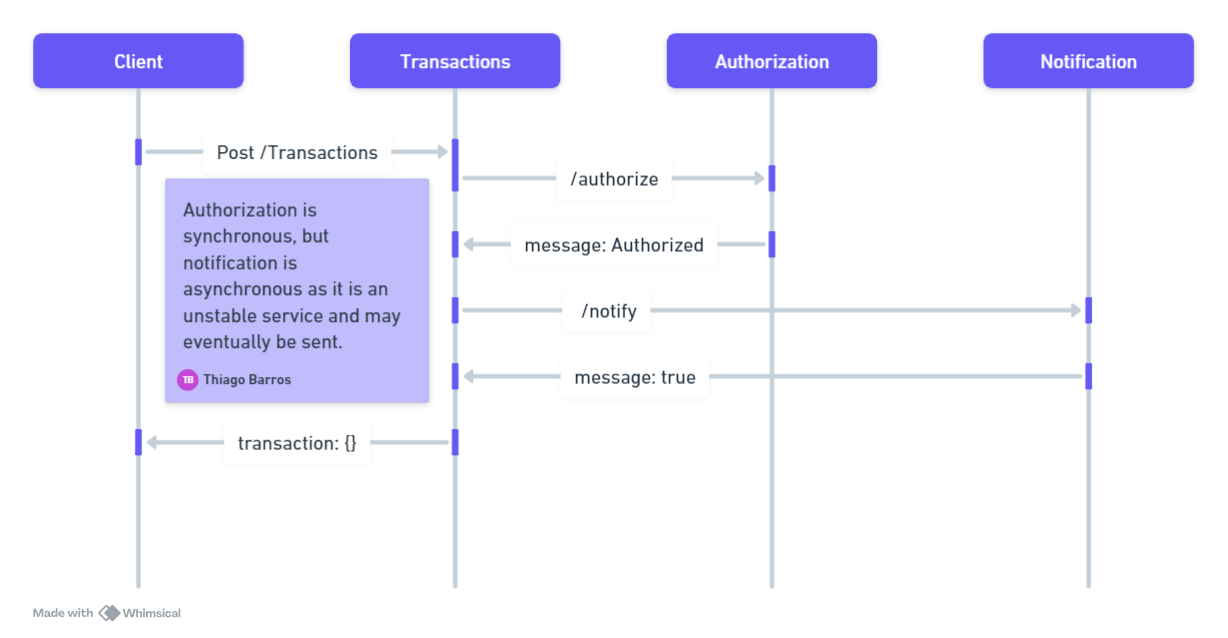 Client
Transactions
Authorization
Notification
Post /Transactions
/authorize
Authorization is
synchronous, but
notification is
asynchronous as it is an
unstable service and may
eventually be sent.
TB Thiago Barros
message: Authorized
/notify
message: true
transaction: {}
Made with Whimsical